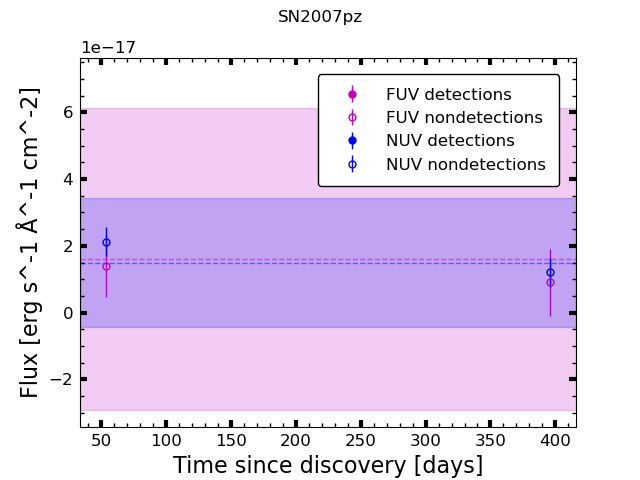 SN2007pz
1e−17
FUV detections
FUV nondetections
NUV detections
NUV nondetections
6
4
2
0
−2
Flux [erg s^-1 Å^-1 cm^-2]
50 100 150 200 250 300 350 400
Time since discovery [days]